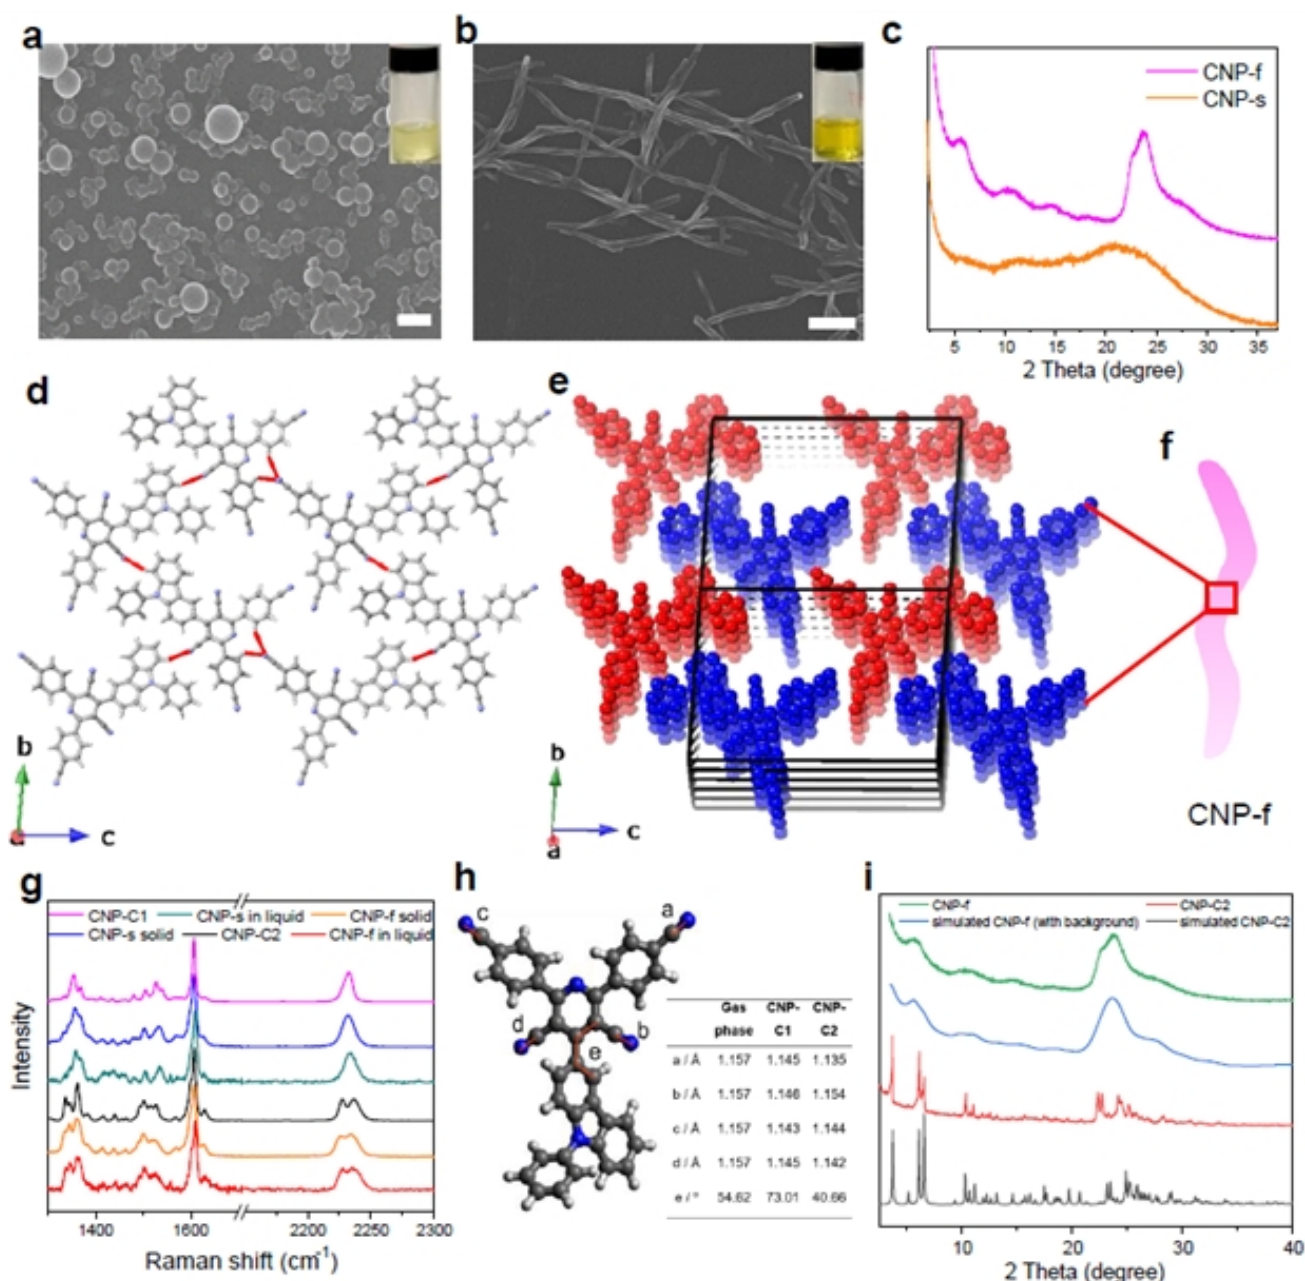 a
b
c
CNP-f
CNP-s
5 10 15 20 25 30 35
2 Theta (degree)
d
b
a
c
e
b
c
a
f
CNP-f
g
CNP-C1 CNP-s in liquid CNP-f solid
CNP-s solid CNP-C2 CNP-f in liquid
Intensity
1400 1600 2200 2250 2300
Raman shift (cm⁻¹)
h
c
a
d
b
e
Gas phase CNP-C1 CNP-C2
a / Å 1.157 1.145 1.135
b / Å 1.157 1.146 1.154
c / Å 1.157 1.143 1.144
d / Å 1.157 1.145 1.142
e / º 54.62 73.01 40.66
i
CNP-f CNP-C2
simulated CNP-f (with background) simulated CNP-C2
10 20 30 40
2 Theta (degree)